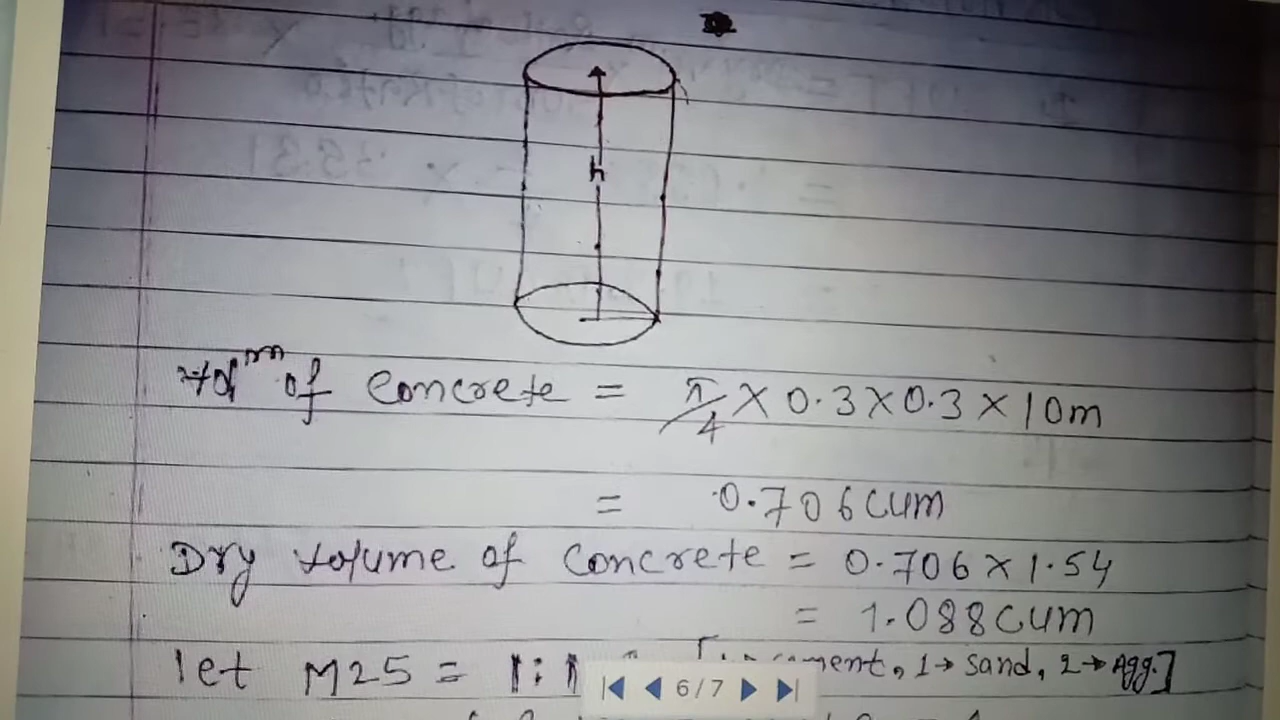 h
Vol^m of concrete = π/4 × 0.3 × 0.3 × 10m
= 0.706 cum
Dry volume of concrete = 0.706 × 1.54
= 1.088 cum
let M25 = 1:1 cement, 1→ sand, 2→ Agg.]
6/7